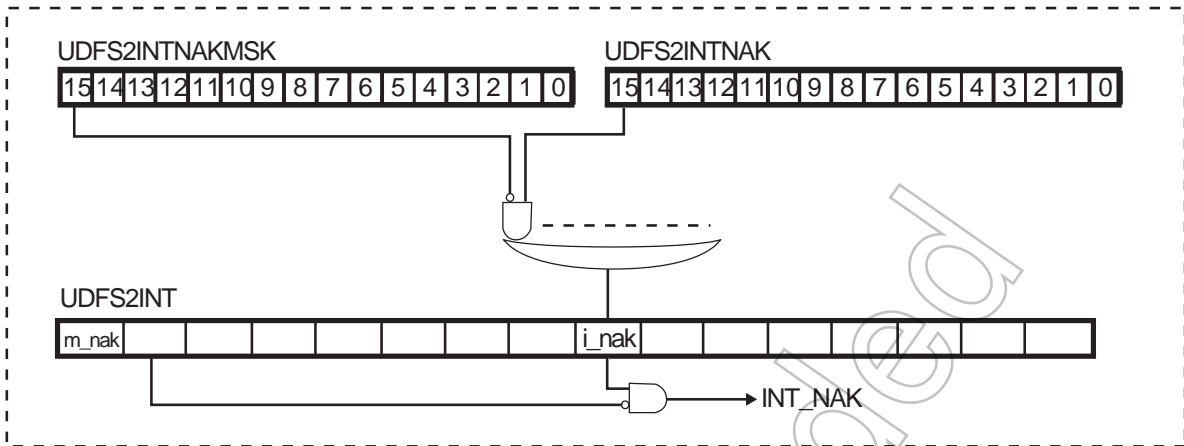 UDFS2INTNAKMSK
UDFS2INTNAK
15 14 13 12 11 10 9 8 7 6 5 4 3 2 1 0
15 14 13 12 11 10 9 8 7 6 5 4 3 2 1 0
UDFS2INT
m_nak
i_nak
INT_NAK
ded